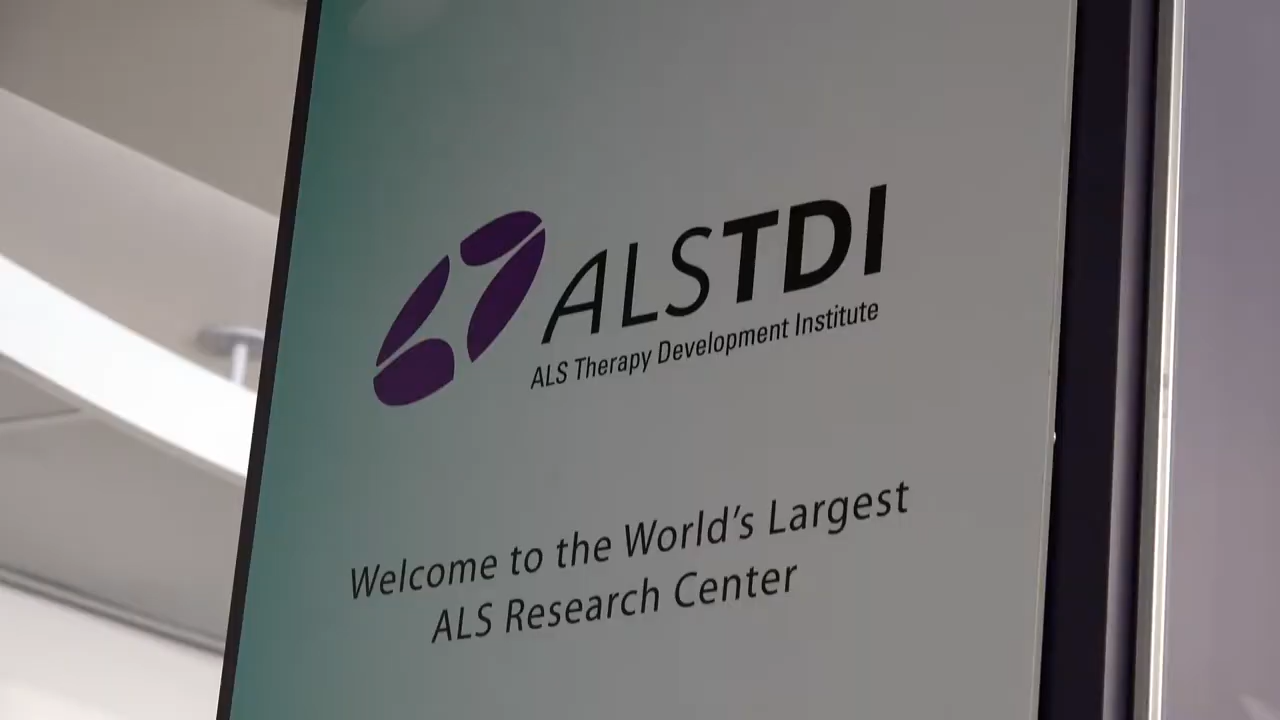 ALSTDI
ALS Therapy Development Institute
Welcome to the World's Largest
ALS Research Center